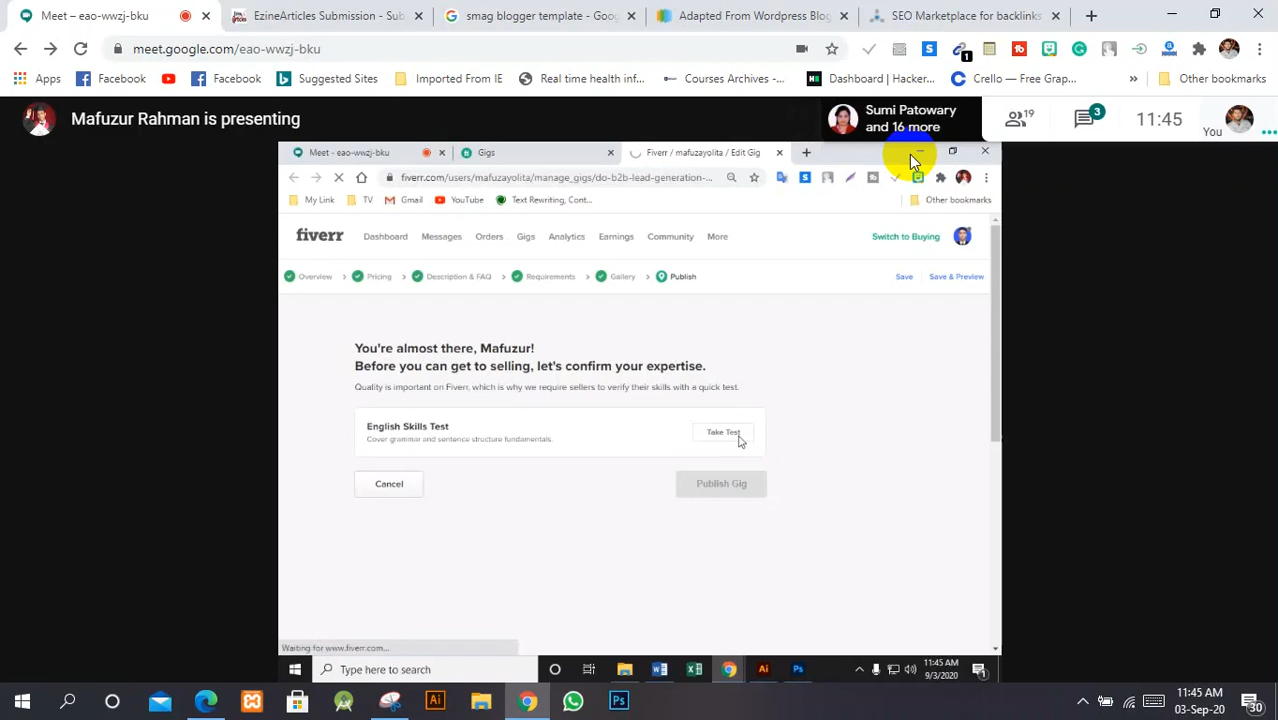 Meet – eao-wwzj-bku
EzineArticles Submission - Sub
smag blogger template - Goog
Adapted From Wordpress Blog
SEO Marketplace for backlinks
meet.google.com/eao-wwzj-bku
1
Apps
Facebook
Facebook
Suggested Sites
Imported From IE
Real time health inf...
Courses Archives -...
Dashboard | Hacker...
Crello — Free Grap...
»
Other bookmarks
Mafuzur Rahman is presenting
Sumi Patowary
and 16 more
19
3
11:45
You
Meet - eao-wwzj-bku
Gigs
Fiverr / mafuzayolita / Edit Gig
fiverr.com/users/mafuzayolita/manage_gigs/do-b2b-lead-generation-...
My Link
TV
Gmail
YouTube
Text Rewriting, Cont...
Other bookmarks
fiverr
Dashboard
Messages
Orders
Gigs
Analytics
Earnings
Community
More
Switch to Buying
Overview
Pricing
Description & FAQ
Requirements
Gallery
Publish
Save
Save & Preview
You're almost there, Mafuzur!
Before you can get to selling, let's confirm your expertise.
Quality is important on Fiverr, which is why we require sellers to verify their skills with a quick test.
English Skills Test
Cover grammar and sentence structure fundamentals.
Take Test
Cancel
Publish Gig
Waiting for www.fiverr.com...
Type here to search
11:45 AM
9/3/2020
1
11:45 AM
03-Sep-20
30